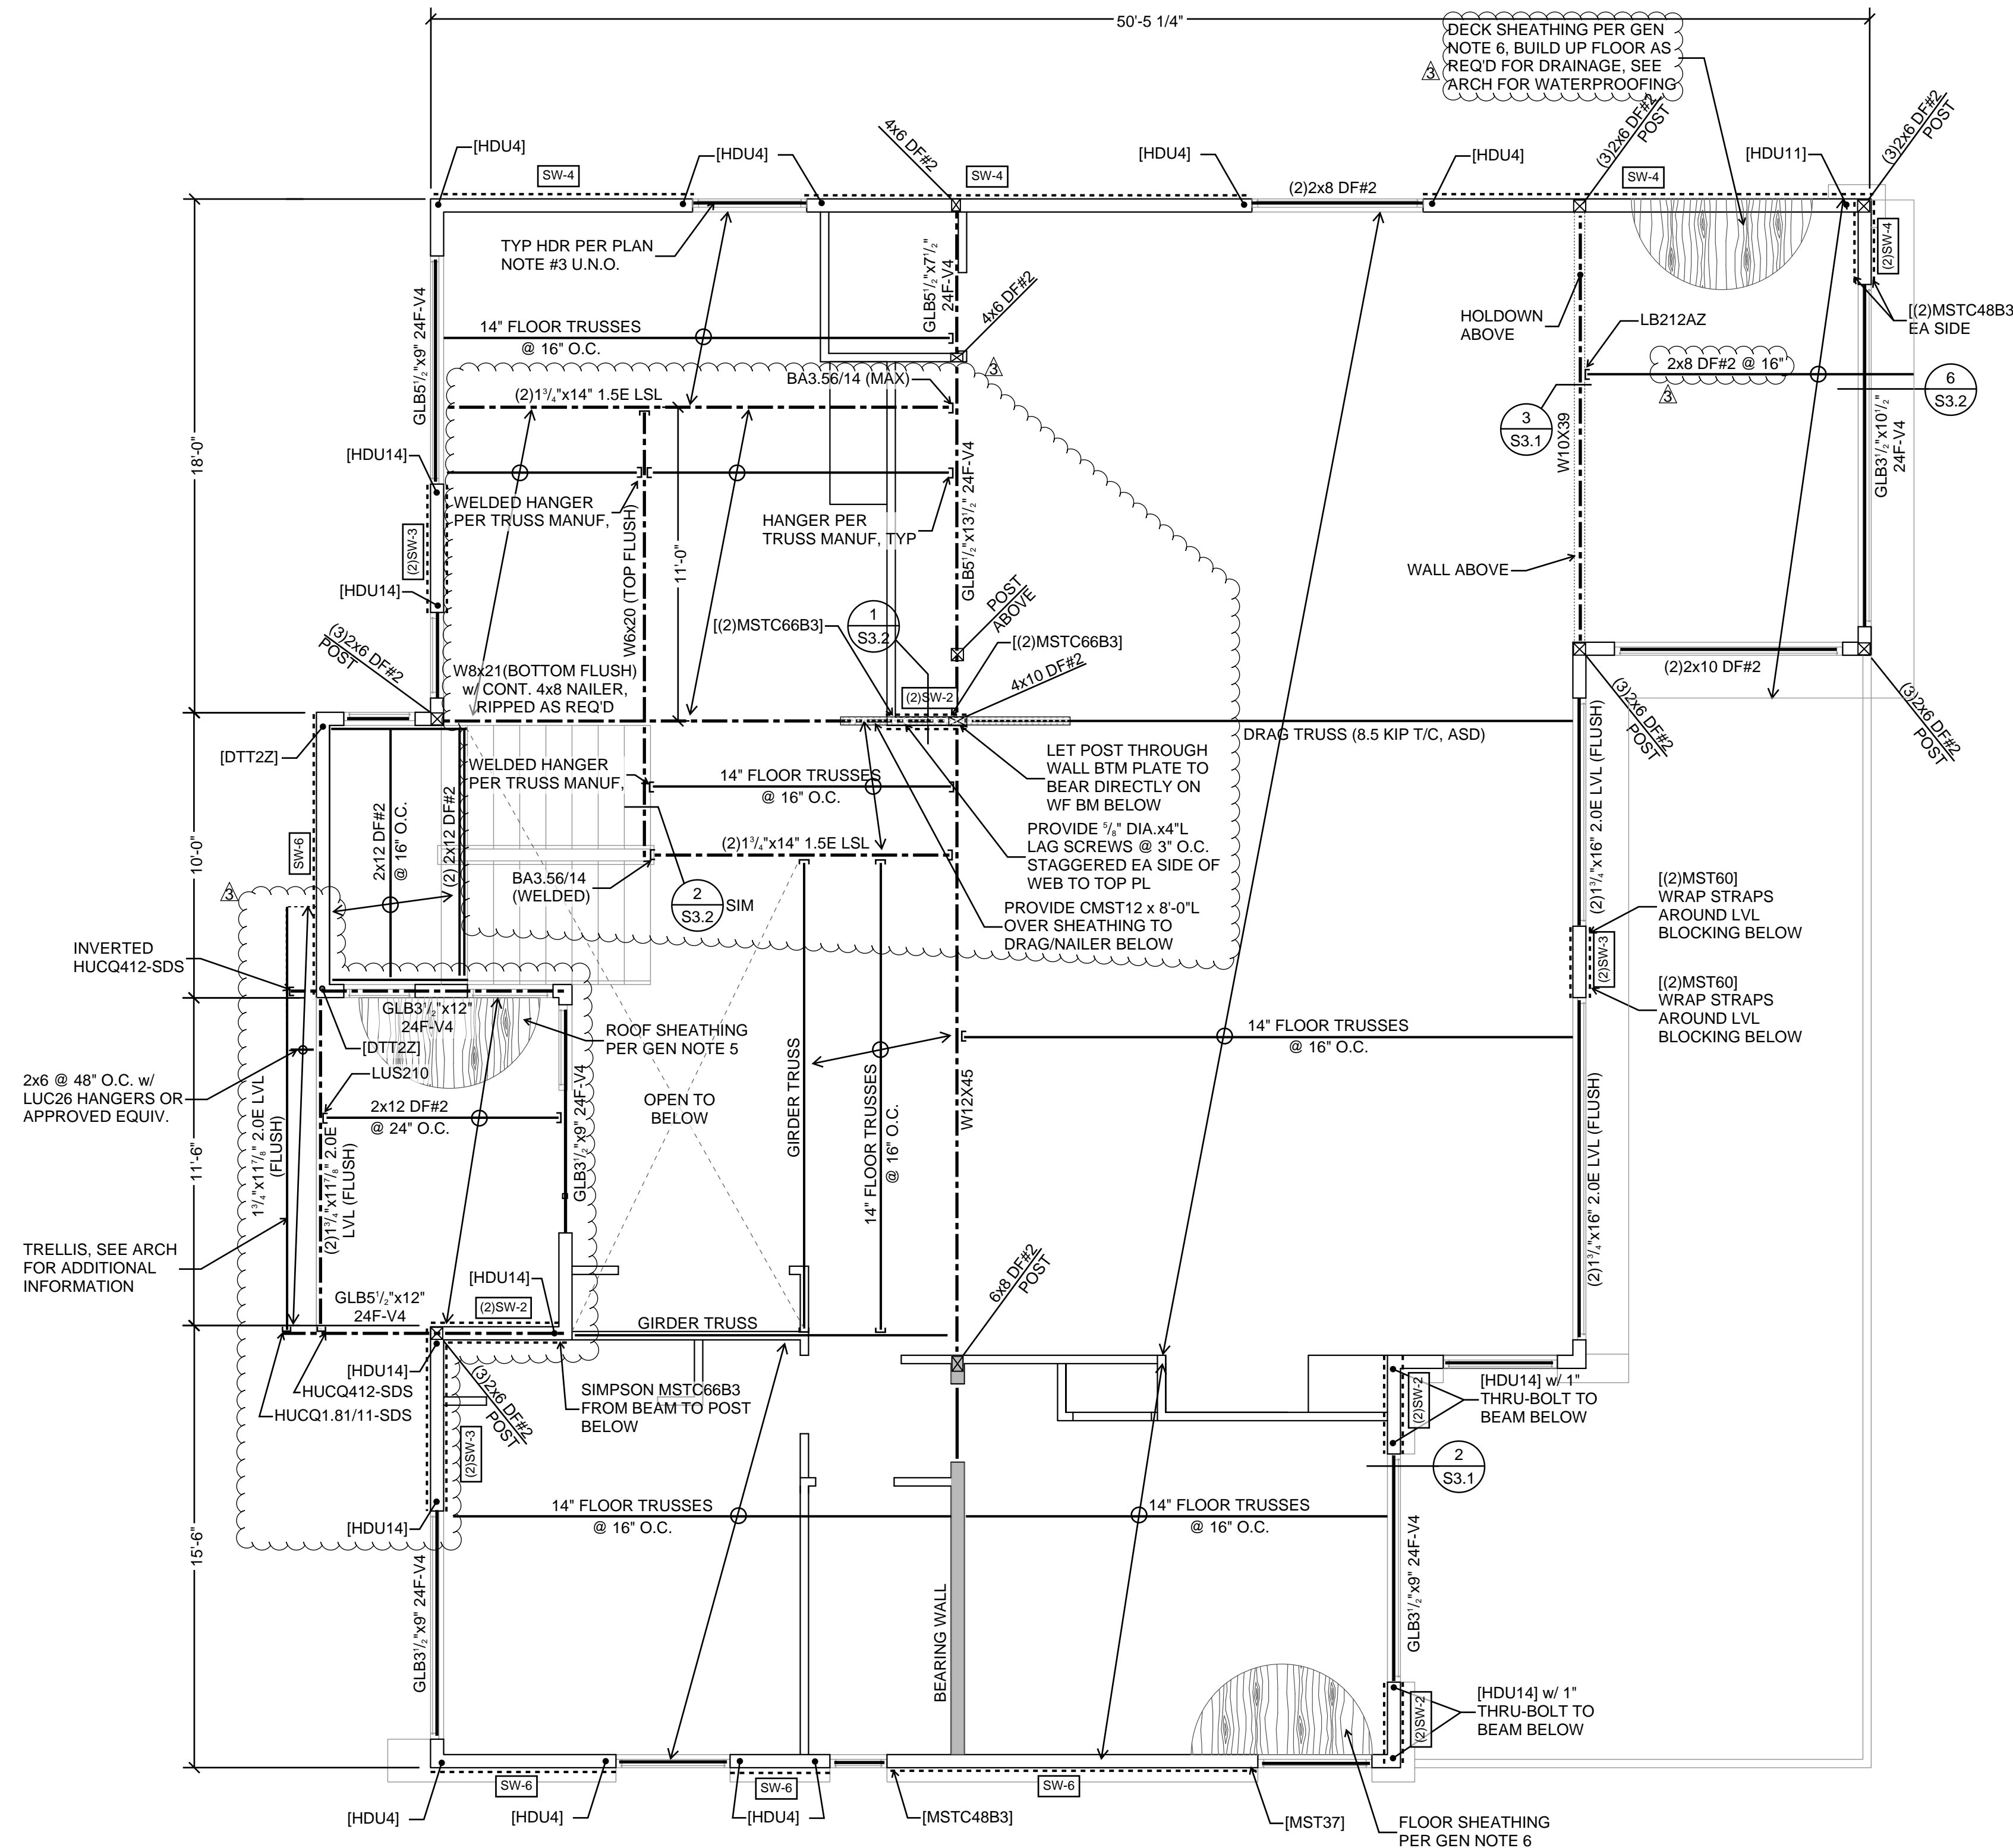 50'-5 1/4"
DECK SHEATHING PER GEN
NOTE 6, BUILD UP FLOOR AS
REQ'D FOR DRAINAGE, SEE
ARCH FOR WATERPROOFING
3
4x6 DF#2
(3)2x6 DF#2
POST
(3)2x6 DF#2
POST
[HDU4]
SW-4
[HDU4]
SW-4
[HDU4]
(2)2x8 DF#2
[HDU4]
SW-4
[HDU11]
(2)SW-4
TYP HDR PER PLAN
NOTE #3 U.N.O.
GLB5 1/2"x7 1/2"
24F-V4
4x6 DF#2
GLB5 1/2"x9" 24F-V4
14" FLOOR TRUSSES
@ 16" O.C.
HOLDOWN
ABOVE
LB212AZ
[(2)MSTC48B3
EA SIDE
2x8 DF#2 @ 16"
3
6
S3.2
3
BA3.56/14 (MAX)
(2)1 3/4"x14" 1.5E LSL
3
S3.1
W10X39
GLB3 1/2"x10 1/2"
24F-V4
18'-0"
[HDU14]
WELDED HANGER
PER TRUSS MANUF,
HANGER PER
TRUSS MANUF, TYP
GLB5 1/2"x13 1/2" 24F-V4
(2)SW-3
W6x20 (TOP FLUSH)
11'-0"
WALL ABOVE
[HDU14]
POST
ABOVE
[(2)MSTC66B3]
1
S3.2
[(2)MSTC66B3]
(3)2x6 DF#2
POST
W8x21(BOTTOM FLUSH)
w/ CONT. 4x8 NAILER,
RIPPED AS REQ'D
(2)SW-2
4x10 DF#2
(2)2x10 DF#2
(3)2x6 DF#2
POST
(3)2x6 DF#2
POST
DRAG TRUSS (8.5 KIP T/C, ASD)
[DTT2Z]
WELDED HANGER
PER TRUSS MANUF,
14" FLOOR TRUSSES
@ 16" O.C.
LET POST THROUGH
WALL BTM PLATE TO
BEAR DIRECTLY ON
WF BM BELOW
2x12 DF#2
@ 16" O.C.
(2) 2x12 DF#2
SW-6
10'-0"
(2)1 3/4"x14" 1.5E LSL
PROVIDE 5/8" DIA.x4"L
LAG SCREWS @ 3" O.C.
STAGGERED EA SIDE OF
WEB TO TOP PL
(2)1 3/4"x16" 2.0E LVL (FLUSH)
BA3.56/14
(WELDED)
2
S3.2
SIM
PROVIDE CMST12 x 8'-0"L
OVER SHEATHING TO
DRAG/NAILER BELOW
[(2)MST60]
WRAP STRAPS
AROUND LVL
BLOCKING BELOW
(2)SW-3
[(2)MST60]
WRAP STRAPS
AROUND LVL
BLOCKING BELOW
3
INVERTED
HUCQ412-SDS
GLB3 1/2"x12"
24F-V4
ROOF SHEATHING
PER GEN NOTE 5
[DTT2Z]
LUS210
2x6 @ 48" O.C. w/
LUC26 HANGERS OR
APPROVED EQUIV.
2x12 DF#2
@ 24" O.C.
OPEN TO
BELOW
14" FLOOR TRUSSES
@ 16" O.C.
GIRDER TRUSS
14" FLOOR TRUSSES
@ 16" O.C.
W12X45
11'-6"
1 3/4"x11 7/8" 2.0E LVL
(FLUSH)
(2)1 3/4"x11 7/8" 2.0E
LVL (FLUSH)
GLB3 1/2"x9" 24F-V4
(2)1 3/4"x16" 2.0E LVL (FLUSH)
TRELLIS, SEE ARCH
FOR ADDITIONAL
INFORMATION
GLB5 1/2"x12"
24F-V4
[HDU14]
(2)SW-2
GIRDER TRUSS
6x8 DF#2
POST
[HDU14]
HUCQ412-SDS
HUCQ1.81/11-SDS
(3)2x6 DF#2
POST
SIMPSON MSTC66B3
FROM BEAM TO POST
BELOW
(2)SW-3
[HDU14] w/ 1"
THRU-BOLT TO
BEAM BELOW
(2)SW-2
2
S3.1
[HDU14]
14" FLOOR TRUSSES
@ 16" O.C.
14" FLOOR TRUSSES
@ 16" O.C.
15'-6"
GLB3 1/2"x9" 24F-V4
BEARING WALL
GLB3 1/2"x9" 24F-V4
[HDU14] w/ 1"
THRU-BOLT TO
BEAM BELOW
(2)SW-2
SW-6
SW-6
SW-6
[HDU4]
[HDU4]
[HDU4]
[MSTC48B3]
[MST37]
FLOOR SHEATHING
PER GEN NOTE 6